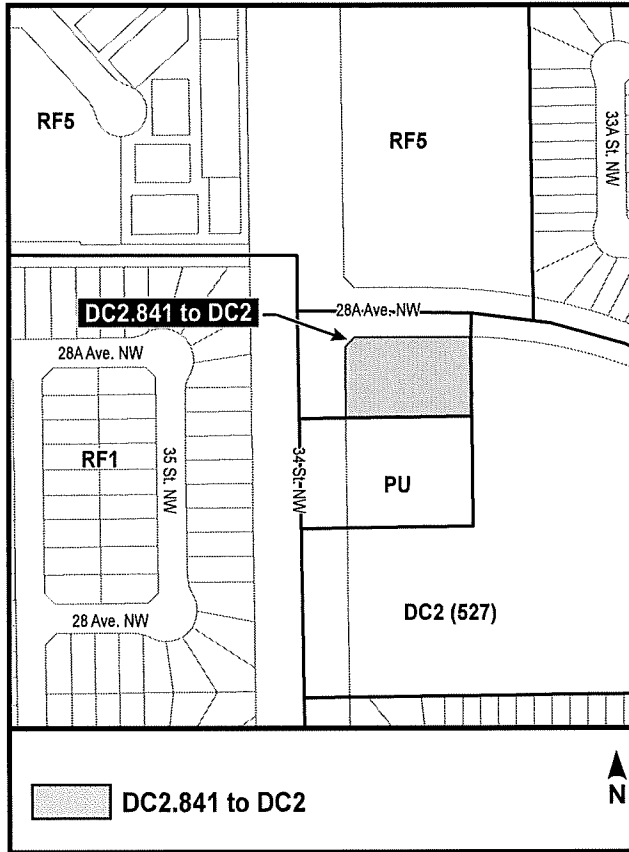 RF5
RF5
33A St. NW
DC2.841 to DC2
28A Ave. NW
28A Ave. NW
RF1
35 St. NW
34 St. NW
PU
DC2 (527)
28 Ave. NW
DC2.841 to DC2
N